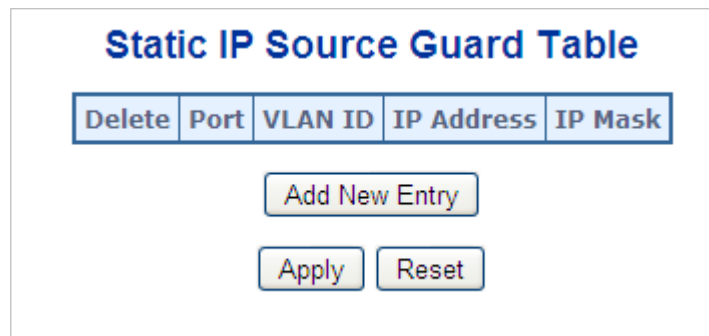 Static IP Source Guard Table
Delete Port VLAN ID IP Address IP Mask
Add New Entry
Apply Reset